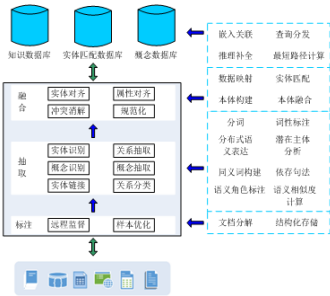 知识数据库 实体匹配数据库 概念数据库
嵌入关联 查询分发
推理补全 最短路径计算
融合
实体对齐 属性对齐
冲突消解 规范化
数据映射 实体匹配
本体构建 本体融合
抽取
实体识别 关系抽取
概念识别 概念抽取
实体链接 关系分类
分词 词性标注
分布式语义表达 潜在主体分析
同义词构建 依存句法
语义角色标注 语义相似度计算
标注
远程监督 样本优化
文档分解 结构化存储